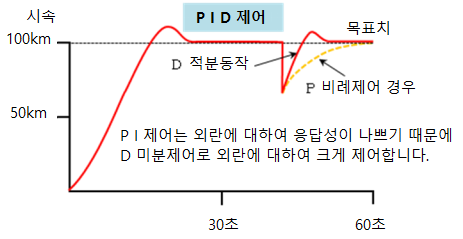 시속
P I D 제어
목표치
100km
D 적분동작
P 비례제어 경우
50km
P I 제어는 외란에 대하여 응답성이 나쁘기 때문에
D 미분제어로 외란에 대하여 크게 제어합니다.
30초
60초